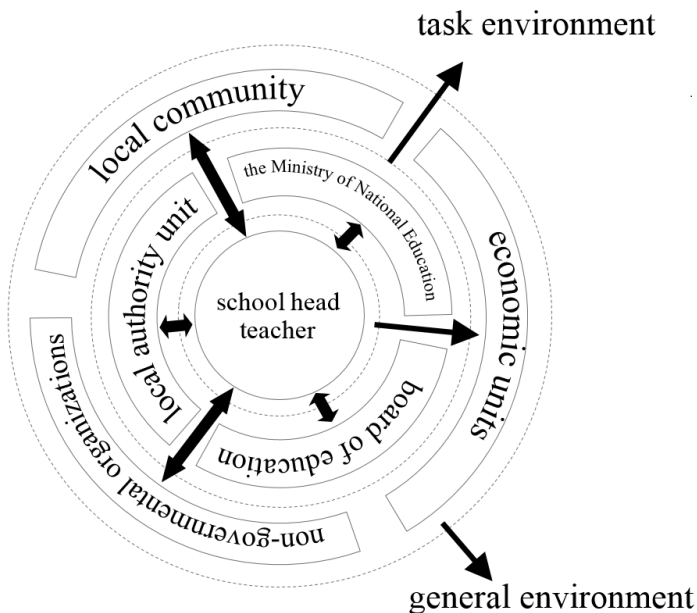 task environment
local community
the Ministry of National Education
local authority unit
economic units
school head
teacher
board of education
non-governmental organizations
general environment